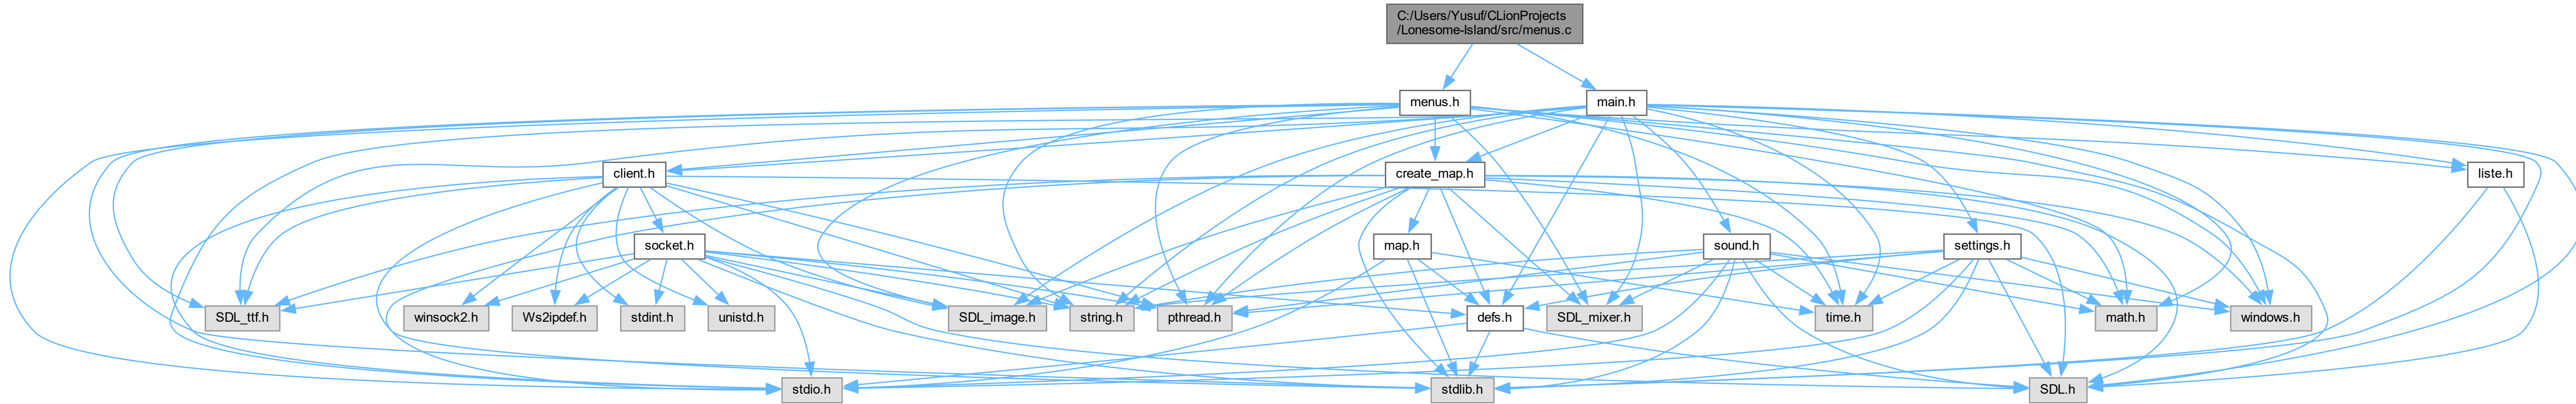 C:/Users/Yusuf/CLionProjects
/Lonesome-Island/src/menus.c
menus.h
main.h
client.h
create_map.h
liste.h
socket.h
map.h
sound.h
settings.h
SDL_ttf.h
winsock2.h
Ws2ipdef.h
stdint.h
unistd.h
SDL_image.h
string.h
pthread.h
defs.h
SDL_mixer.h
time.h
math.h
windows.h
stdio.h
stdlib.h
SDL.h